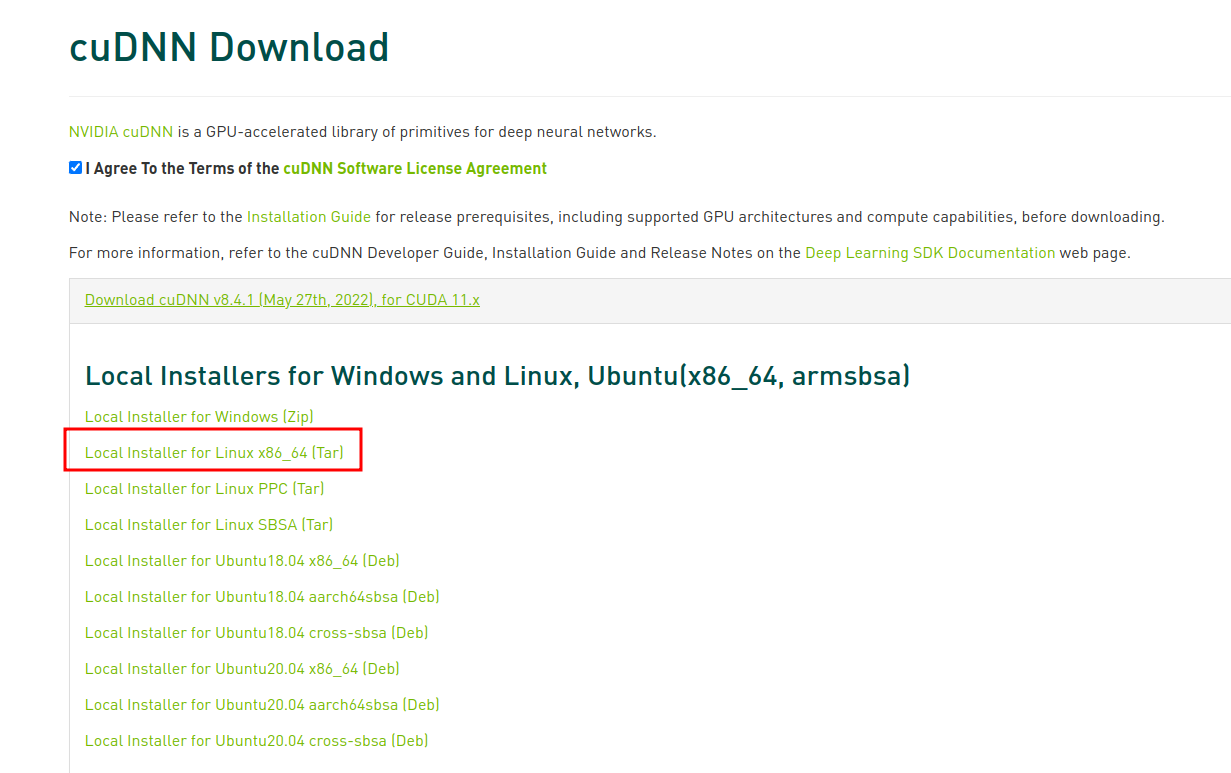 cuDNN Download
NVIDIA cuDNN is a GPU-accelerated library of primitives for deep neural networks.
I Agree To the Terms of the cuDNN Software License Agreement
Note: Please refer to the Installation Guide for release prerequisites, including supported GPU architectures and compute capabilities, before downloading.
For more information, refer to the cuDNN Developer Guide, Installation Guide and Release Notes on the Deep Learning SDK Documentation web page.
Download cuDNN v8.4.1 (May 27th, 2022), for CUDA 11.x
Local Installers for Windows and Linux, Ubuntu(x86_64, armsbsa)
Local Installer for Windows (Zip)
Local Installer for Linux x86_64 (Tar)
Local Installer for Linux PPC (Tar)
Local Installer for Linux SBSA (Tar)
Local Installer for Ubuntu18.04 x86_64 (Deb)
Local Installer for Ubuntu18.04 aarch64sbsa (Deb)
Local Installer for Ubuntu18.04 cross-sbsa (Deb)
Local Installer for Ubuntu20.04 x86_64 (Deb)
Local Installer for Ubuntu20.04 aarch64sbsa (Deb)
Local Installer for Ubuntu20.04 cross-sbsa (Deb)